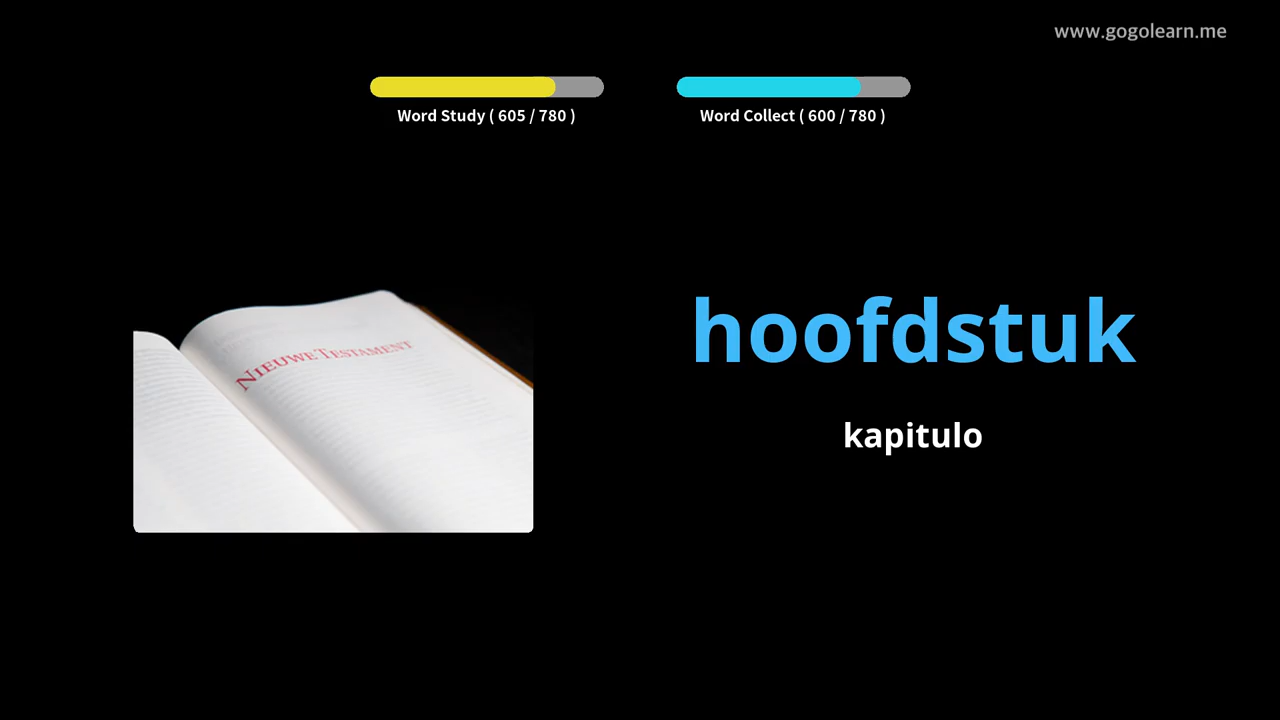 www.gogolearn.me
Word Study ( 605 / 780 )
Word Collect ( 600 / 780 )
NIEUWE TESTAMENT
hoofdstuk
kapitulo